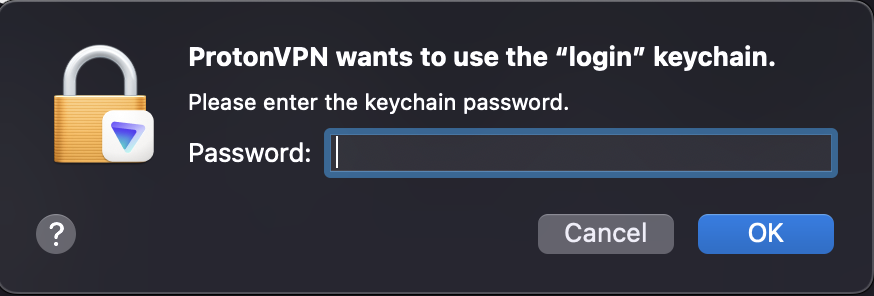 ProtonVPN wants to use the “login” keychain.
Please enter the keychain password.
Password:
?
Cancel
OK